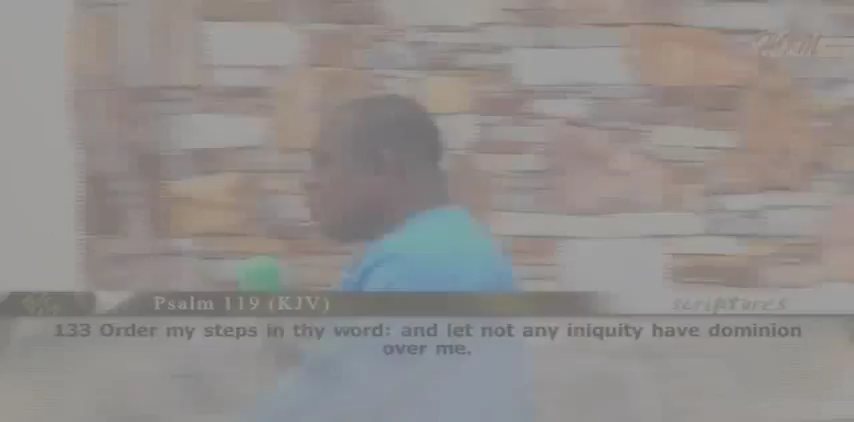 Psalm 119 (KJV)
scriptures
133 Order my steps in thy word: and let not any iniquity have dominion
over me.